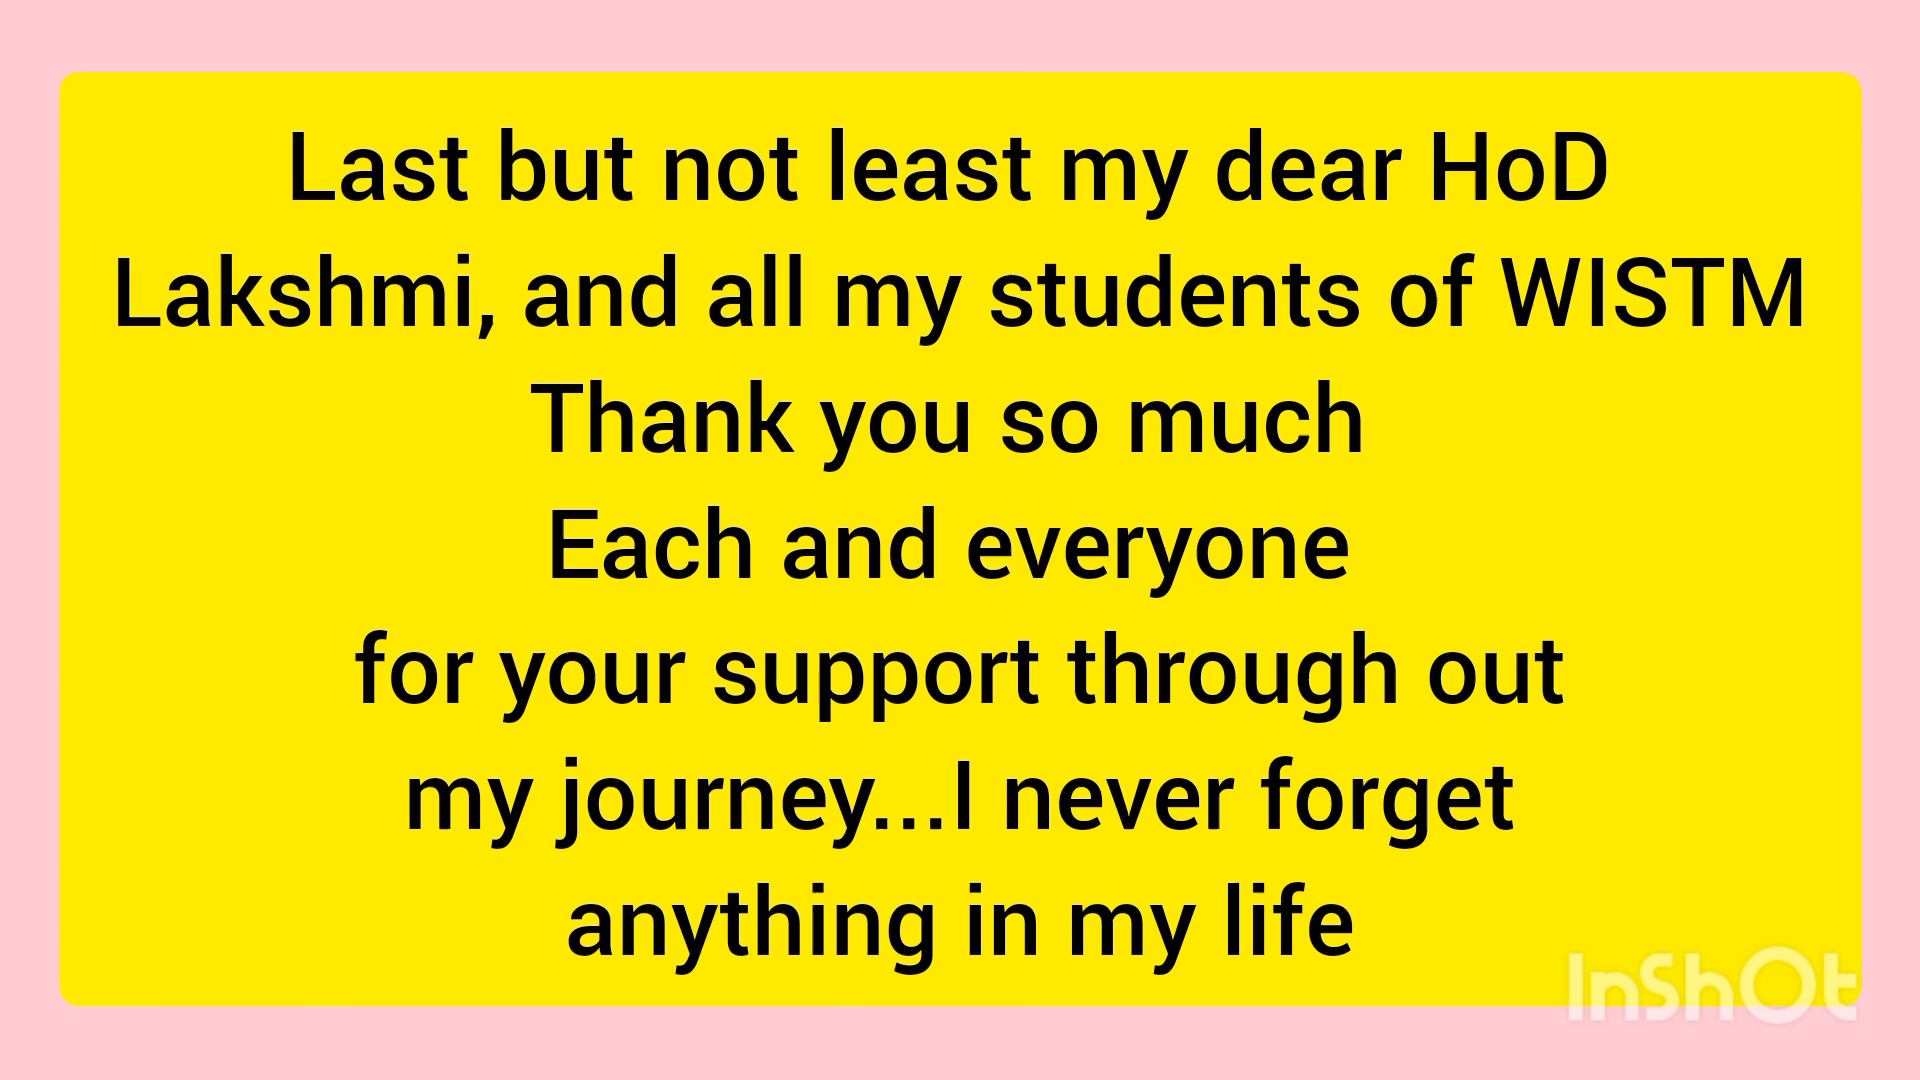 Last but not least my dear HoD
Lakshmi, and all my students of WISTM
Thank you so much
Each and everyone
for your support through out
my journey...I never forget
anything in my life
InShOt